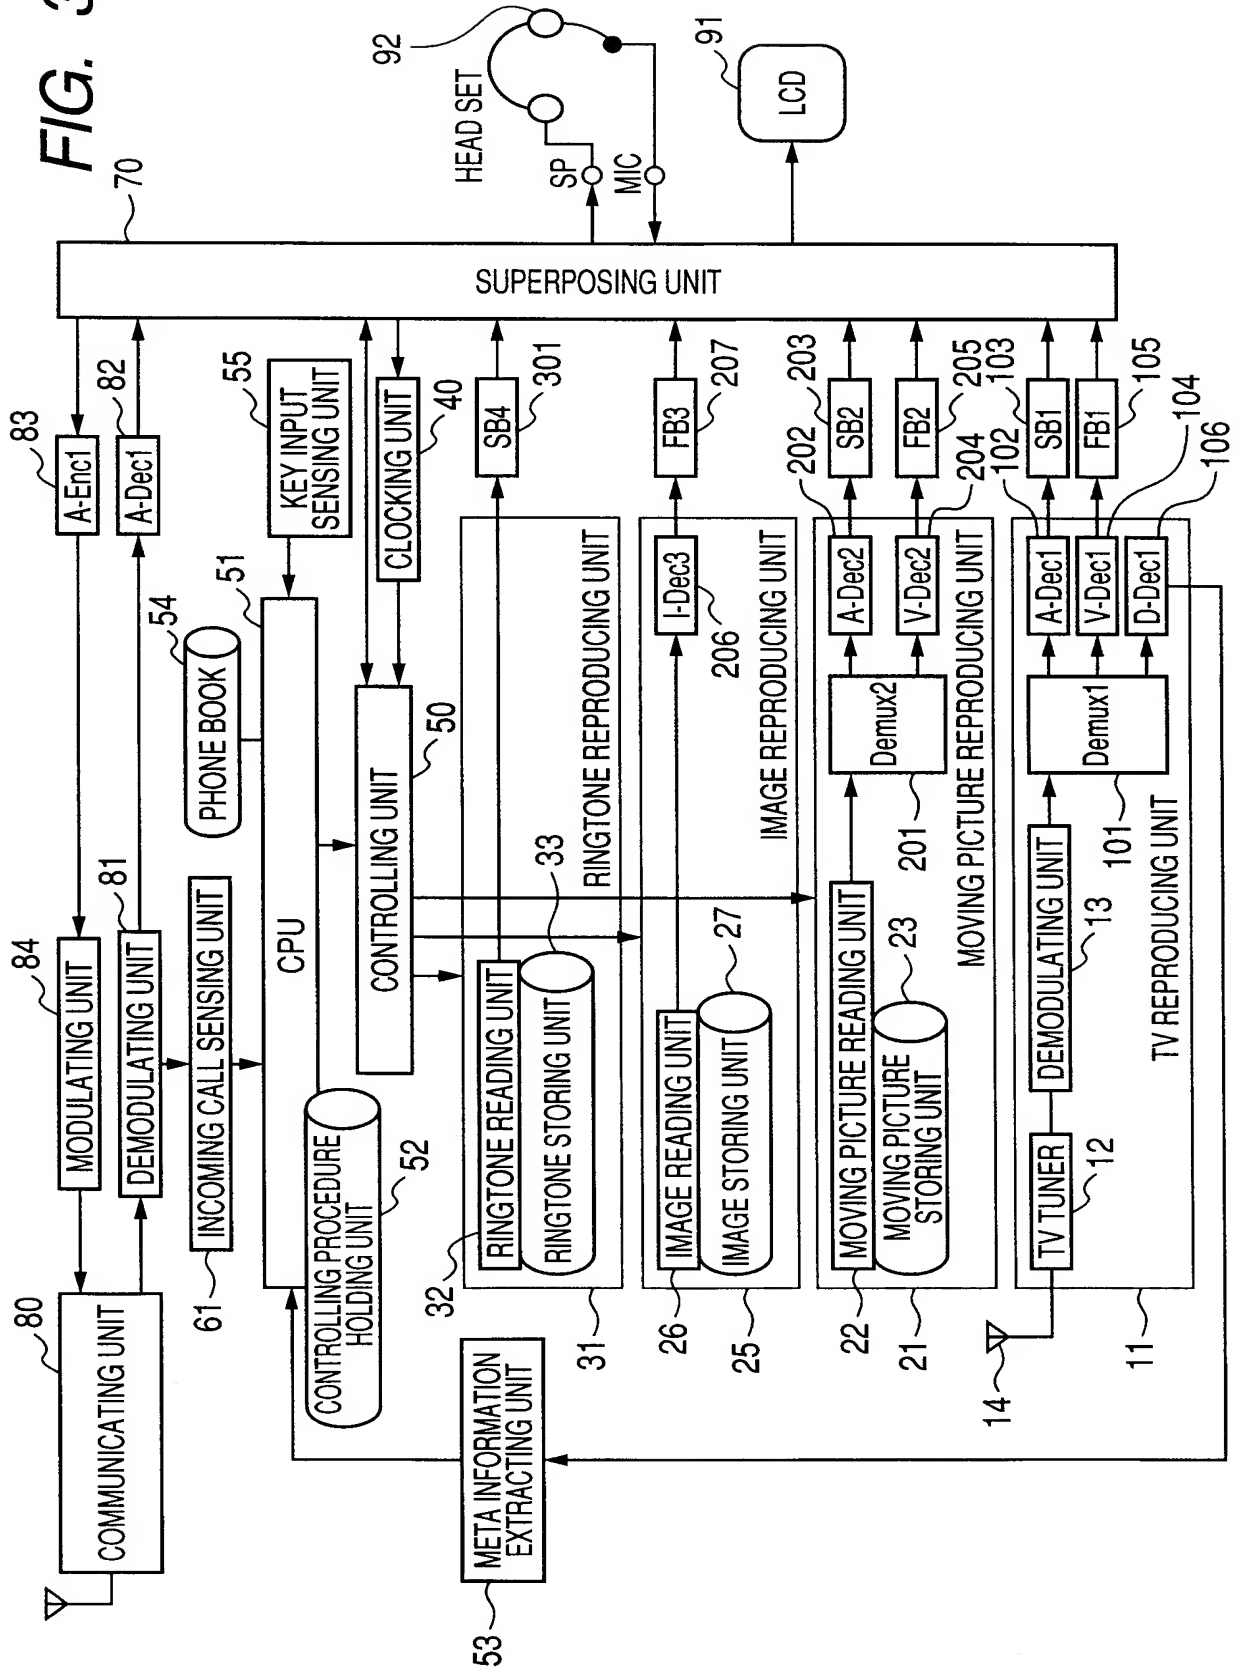 FIG. 3
80
COMMUNICATING UNIT
84
MODULATING UNIT
83
A-Enc1
81
DEMODULATING UNIT
82
A-Dec1
70
SUPERPOSING UNIT
61
INCOMING CALL SENSING UNIT
54
PHONE BOOK
51
CPU
55
KEY INPUT
SENSING UNIT
CONTROLLING PROCEDURE
HOLDING UNIT
52
CONTROLLING UNIT
50
CLOCKING UNIT
40
HEAD SET
92
SP
MIC
91
LCD
53
META INFORMATION
EXTRACTING UNIT
32
RINGTONE READING UNIT
RINGTONE STORING UNIT
33
SB4
301
RINGTONE REPRODUCING UNIT
31
26
IMAGE READING UNIT
IMAGE STORING UNIT
27
I-Dec3
206
FB3
207
IMAGE REPRODUCING UNIT
25
22
MOVING PICTURE READING UNIT
MOVING PICTURE
STORING UNIT
23
Demux2
201
A-Dec2
202
SB2
203
V-Dec2
204
FB2
205
MOVING PICTURE REPRODUCING UNIT
21
14
TV TUNER
12
DEMODULATING UNIT
13
Demux1
101
A-Dec1
102
SB1
103
V-Dec1
104
FB1
105
D-Dec1
106
TV REPRODUCING UNIT
11